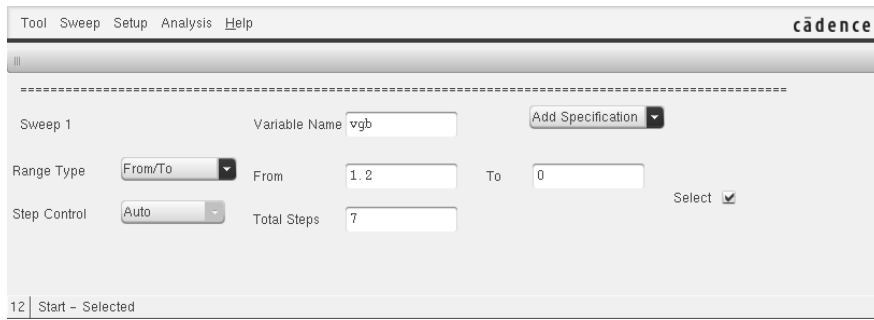 Tool Sweep Setup Analysis Help
cādence
=====================================================================================================
Sweep 1 Variable Name vgb Add Specification
Range Type From/To From 1.2 To 0
Select
Step Control Auto Total Steps 7
12 Start - Selected